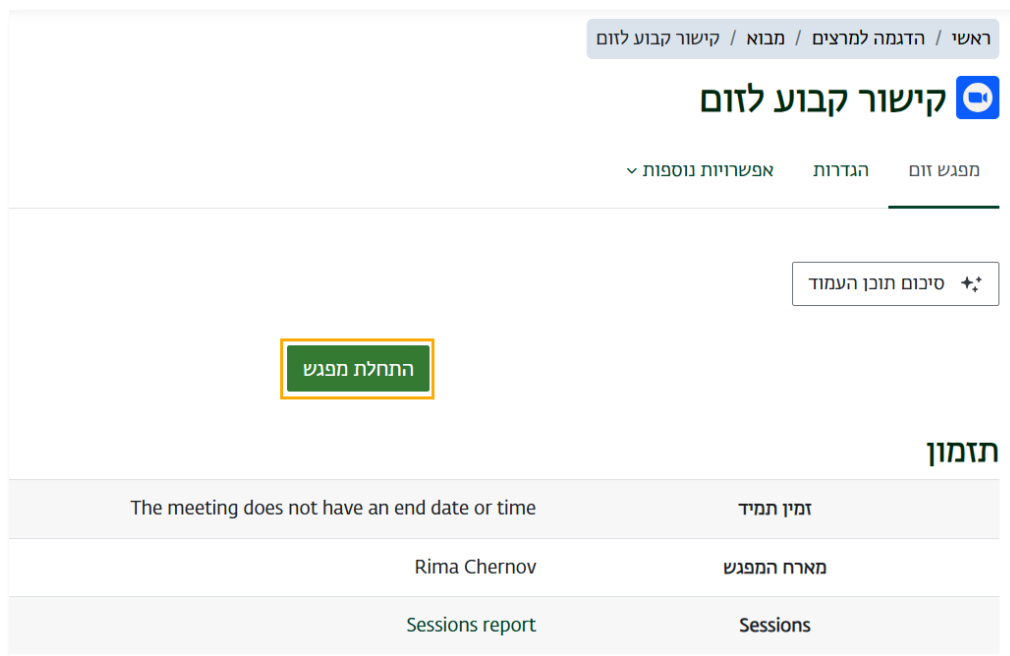 ראשי / הדגמה למרצים / מבוא / קישור קבוע לזום
קישור קבוע לזום
מפגש זום הגדרות אפשרויות נוספות
סיכום תוכן העמוד
התחלת מפגש
תזמון
זמין תמיד The meeting does not have an end date or time
מארח המפגש Rima Chernov
Sessions Sessions report